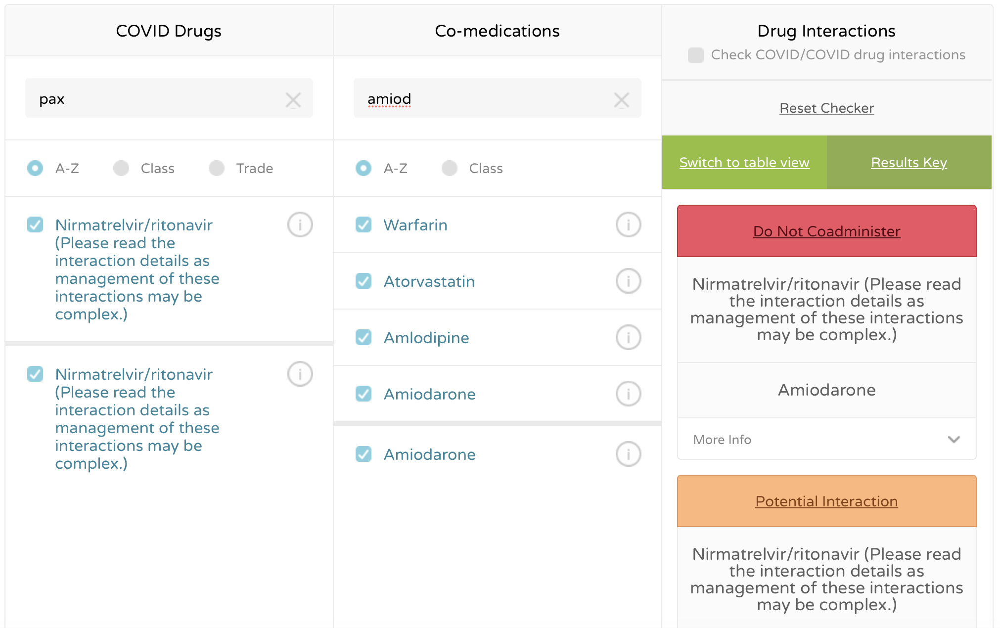 COVID Drugs
pax
A-Z
Class
Trade
Nirmatrelvir/ritonavir
(Please read the
interaction details as
management of these
interactions may be
complex.)
Nirmatrelvir/ritonavir
(Please read the
interaction details as
management of these
interactions may be
complex.)
Co-medications
amiod
A-Z
Class
Warfarin
Atorvastatin
Amlodipine
Amiodarone
Amiodarone
Drug Interactions
Check COVID/COVID drug interactions
Reset Checker
Switch to table view
Results Key
Do Not Coadminister
Nirmatrelvir/ritonavir (Please read
the interaction details as
management of these interactions
may be complex.)
Amiodarone
More Info
Potential Interaction
Nirmatrelvir/ritonavir (Please read
the interaction details as
management of these interactions
may be complex.)